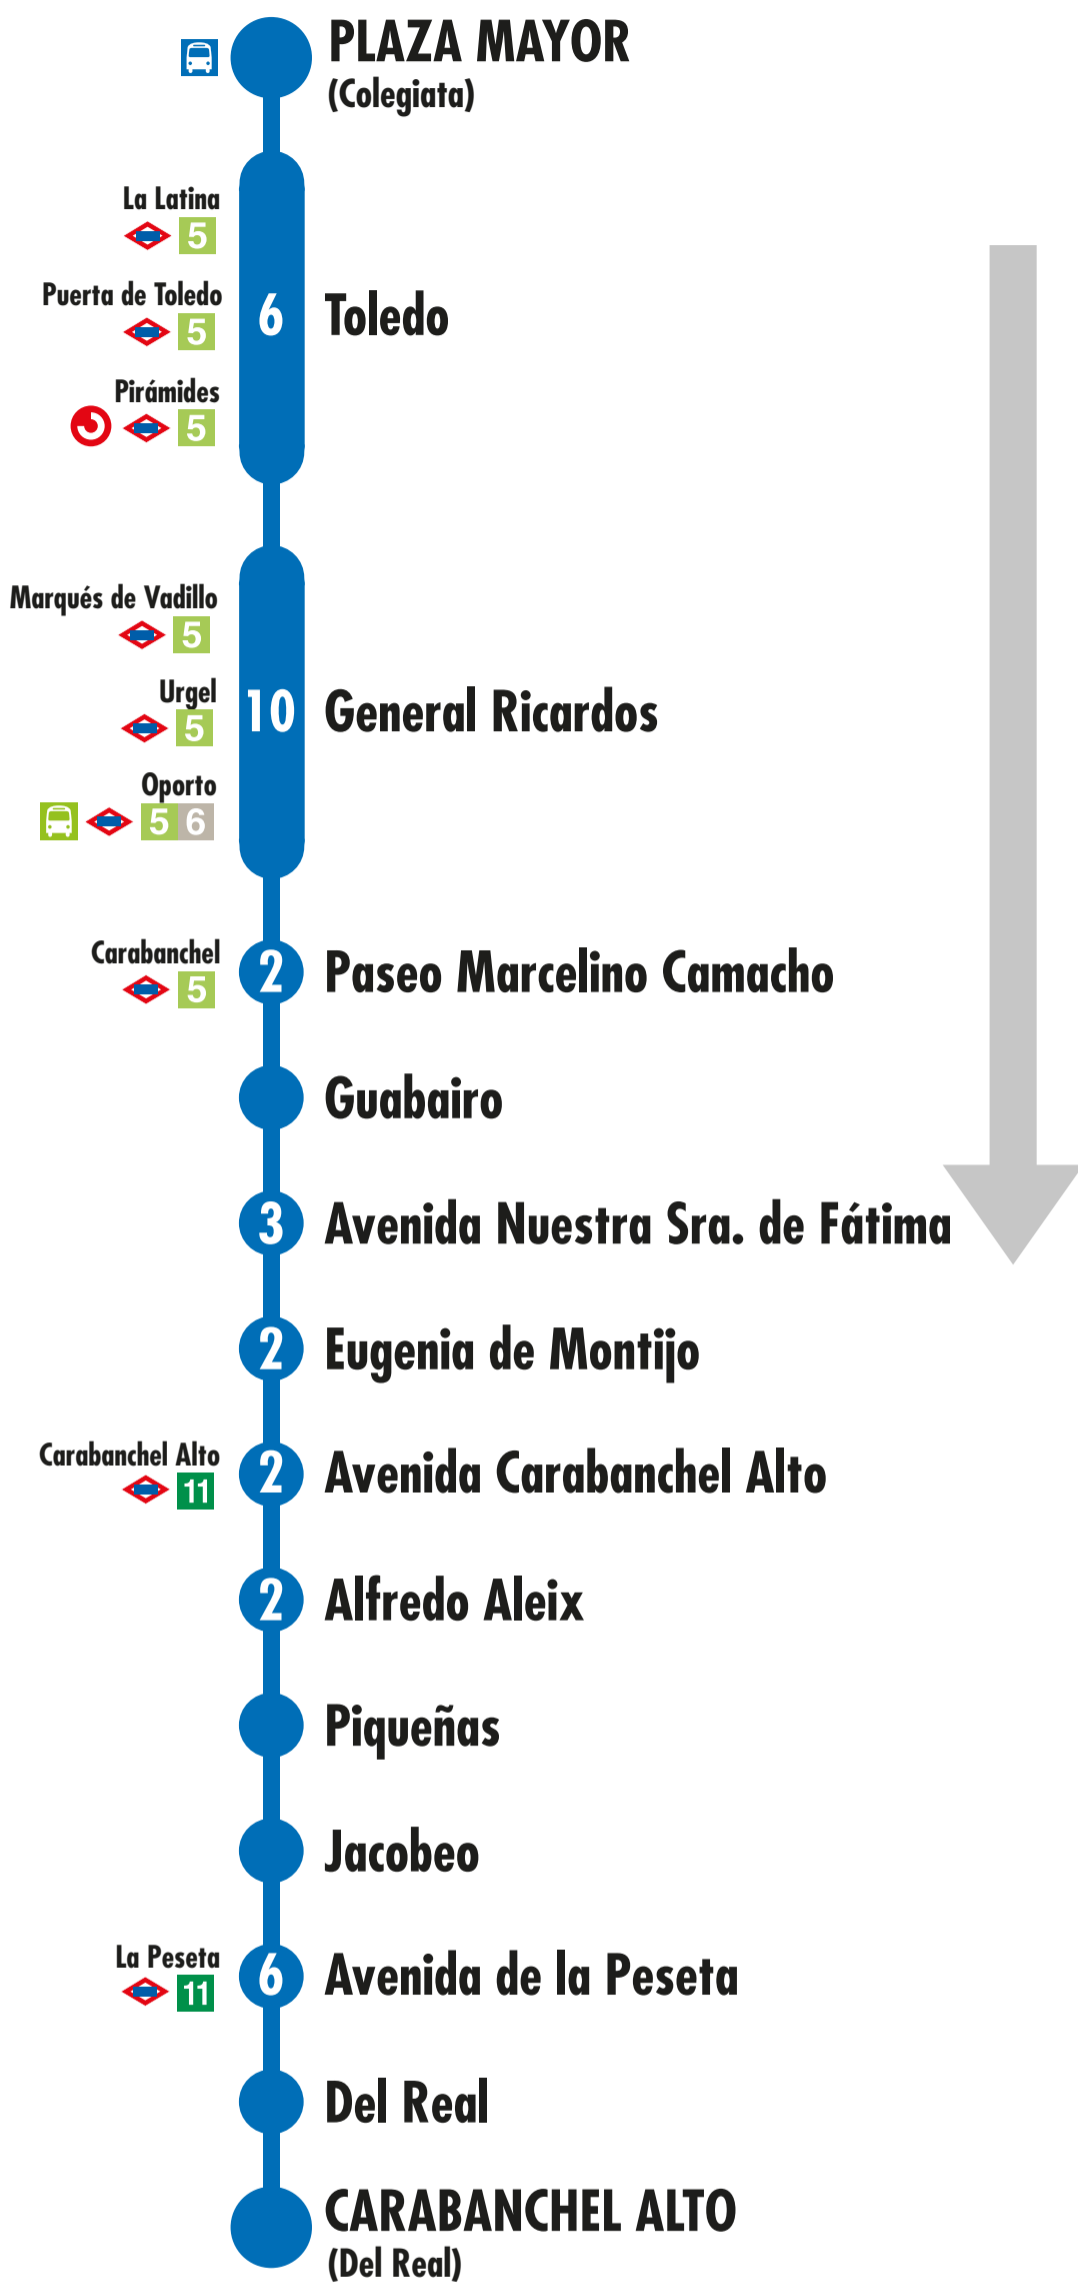 PLAZA MAYOR
(Colegiata)
La Latina
5
Puerta de Toledo
5
6 Toledo
Pirámides
5
Marqués de Vadillo
5
Urgel
5
10 General Ricardos
Oporto
5 6
Carabanchel
5
2 Paseo Marcelino Camacho
Guabairo
3 Avenida Nuestra Sra. de Fátima
2 Eugenia de Montijo
Carabanchel Alto
11
2 Avenida Carabanchel Alto
2 Alfredo Aleix
Piqueñas
Jacobeo
La Peseta
11
6 Avenida de la Peseta
Del Real
CARABANCHEL ALTO
(Del Real)